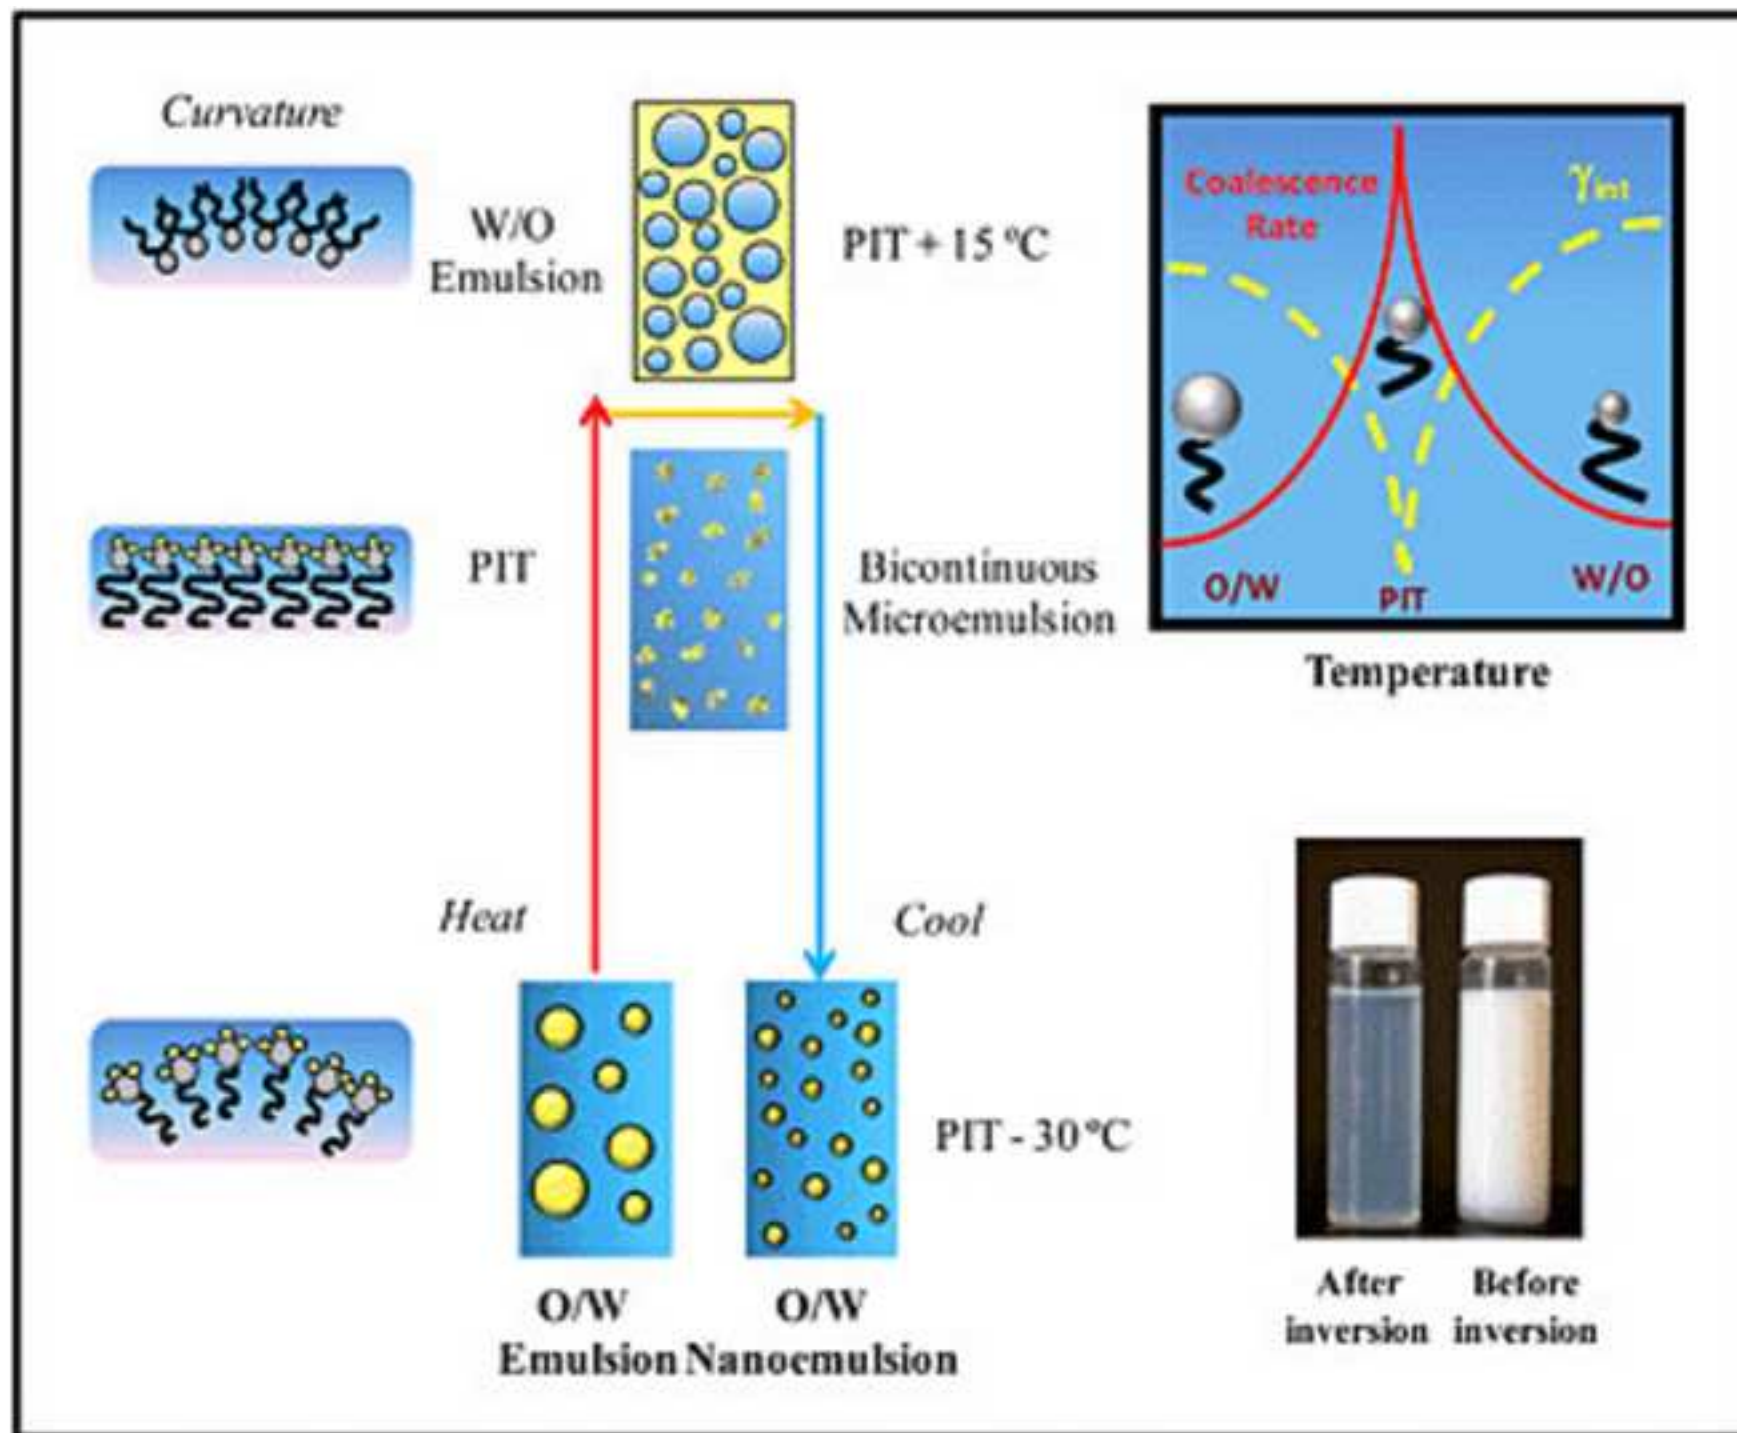 Curvature
W/O
Emulsion
PIT + 15 ºC
PIT
Bicontinuous
Microemulsion
Heat
Cool
PIT - 30 ºC
O/W
Emulsion
O/W
Nanoemulsion
Coalescence
Rate
γint
O/W
PIT
W/O
Temperature
After
inversion
Before
inversion